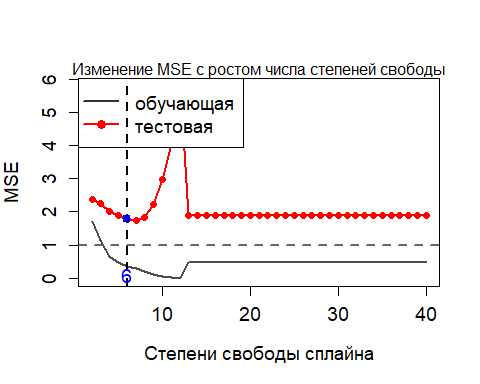 Изменение MSE с ростом числа степеней свободы
обучающая
тестовая
MSE
6
5
4
3
2
1
0
6
10 20 30 40
Степени свободы сплайна